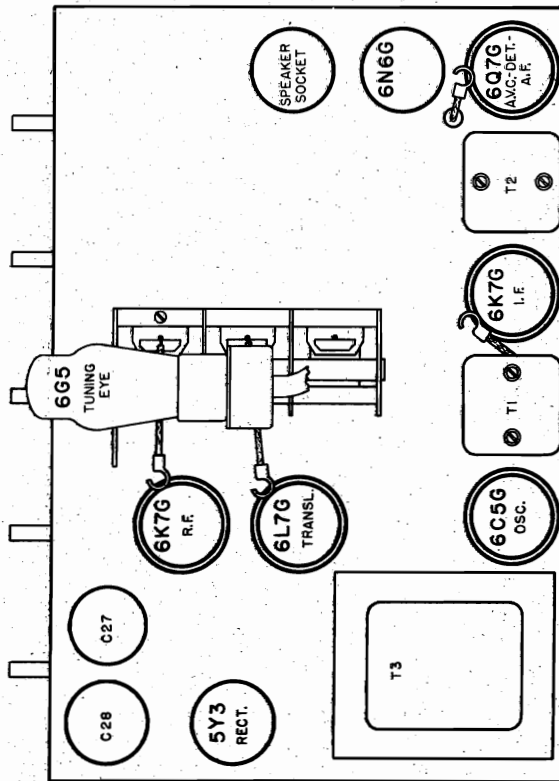 6G5
TUNING
EYE
C28
C27
6K7G
R.F.
5Y3
RECT.
6L7G
TRANSL.
SPEAKER
SOCKET
6N6G
T3
6C5G
OSC.
T1
6K7G
I.F.
T2
6Q7G
A.V.C.-DET.-
A.F.